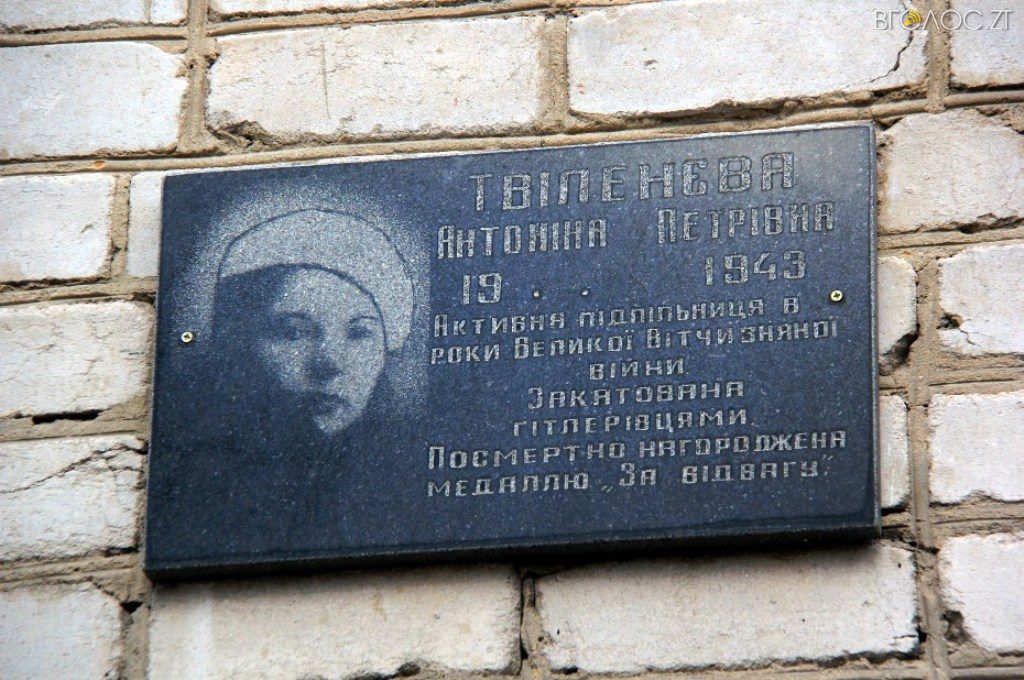 ВГОЛОС.ZT
ТВІЛЕНЄВА
АНТОНІНА ПЕТРІВНА
19 . . 1943
АКТИВНА ПІДПІЛЬНИЦЯ В
РОКИ ВЕЛИКОЇ ВІТЧИЗНЯНОЇ
ВІЙНИ.
ЗАКАТОВАНА
ГІТЛЕРІВЦЯМИ.
ПОСМЕРТНО НАГОРОДЖЕНА
МЕДАЛЛЮ „ЗА ВІДВАГУ".